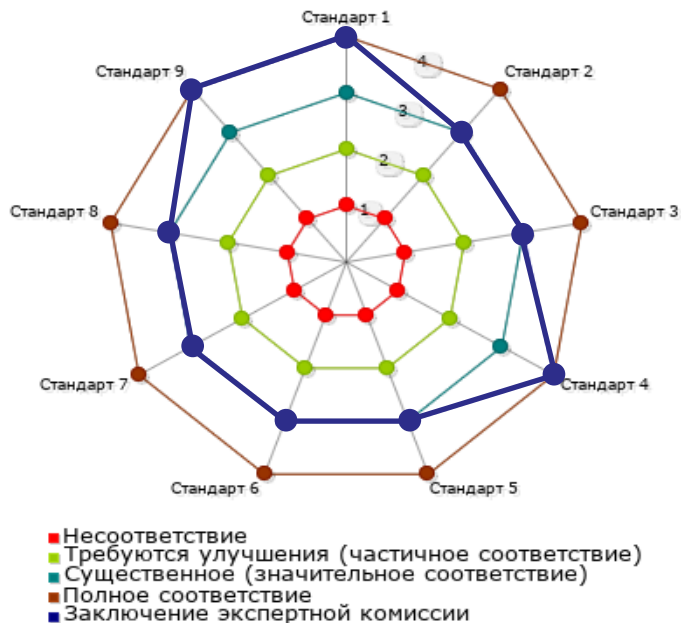 Стандарт 1
Стандарт 9
4
Стандарт 2
3
2
1
Стандарт 8
Стандарт 3
Стандарт 7
Стандарт 4
Стандарт 6
Стандарт 5
Несоответствие
Требуются улучшения (частичное соответствие)
Существенное (значительное соответствие)
Полное соответствие
Заключение экспертной комиссии